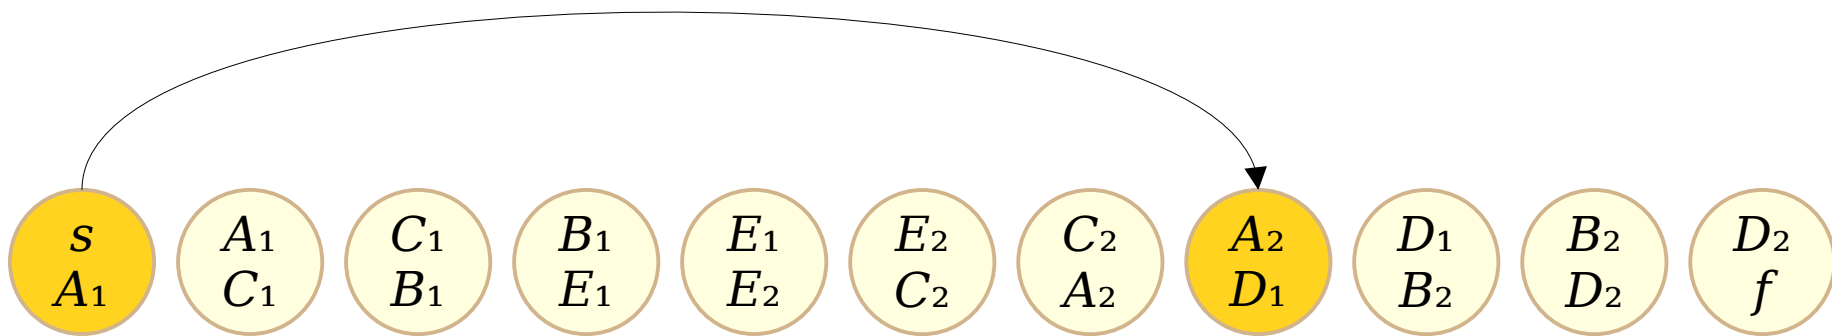 s A₁ C₁ B₁ E₁ E₂ C₂ A₂ D₁ B₂ D₂
A₁ C₁ B₁ E₁ E₂ C₂ A₂ D₁ B₂ D₂ f